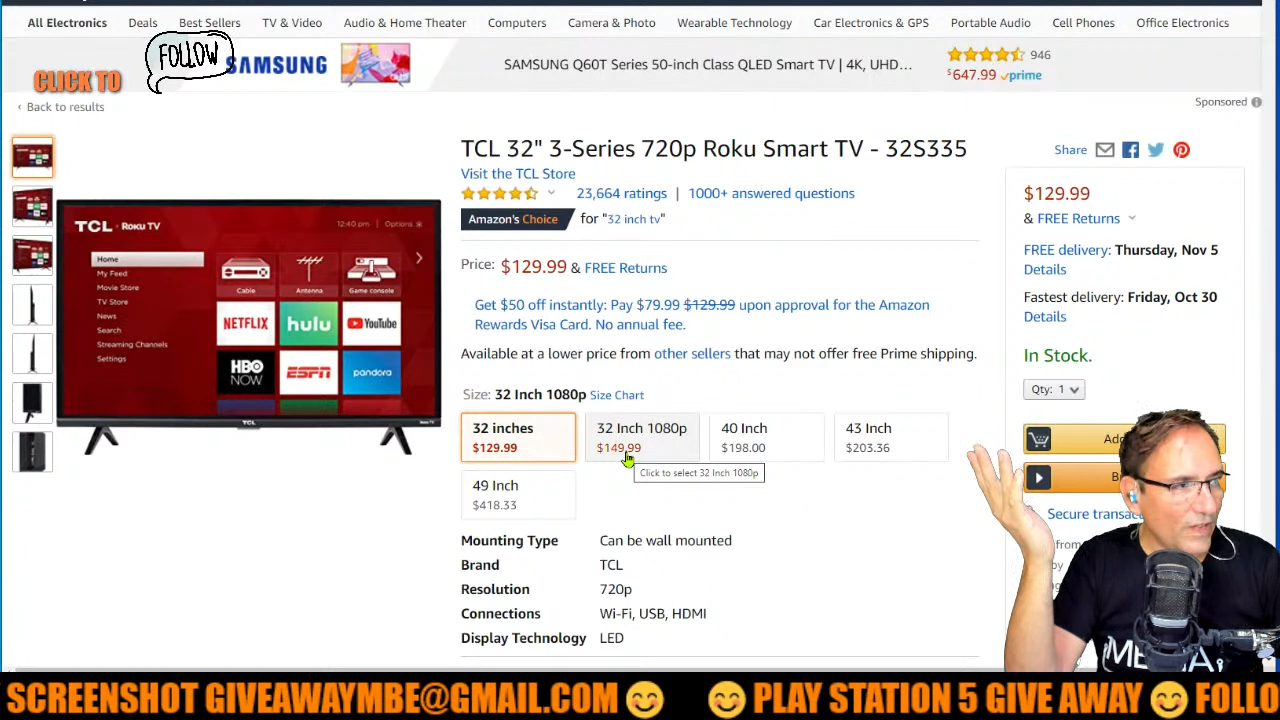 All Electronics Deals Best Sellers TV & Video Audio & Home Theater Computers Camera & Photo Wearable Technology Car Electronics & GPS Portable Audio Cell Phones Office Electronics
CLICK TO
FOLLOW
SAMSUNG
SAMSUNG Q60T Series 50-inch Class QLED Smart TV | 4K, UHD...
946
$647.99 prime
‹ Back to results
Sponsored
TCL 32" 3-Series 720p Roku Smart TV - 32S335
Visit the TCL Store
23,664 ratings | 1000+ answered questions
Amazon's Choice for "32 inch tv"
Price: $129.99 & FREE Returns
Get $50 off instantly: Pay $79.99 $129.99 upon approval for the Amazon
Rewards Visa Card. No annual fee.
Available at a lower price from other sellers that may not offer free Prime shipping.
Size: 32 Inch 1080p Size Chart
32 inches
$129.99
32 Inch 1080p
$149.99
40 Inch
$198.00
43 Inch
$203.36
Click to select 32 Inch 1080p
49 Inch
$418.33
Mounting Type Can be wall mounted
Brand TCL
Resolution 720p
Connections Wi-Fi, USB, HDMI
Display Technology LED
TCL · Roku TV
12:40 pm | Options
Home
My Feed
Movie Store
TV Store
News
Search
Streaming Channels
Settings
Cable
Antenna
Game console
NETFLIX
hulu
YouTube
HBO NOW
ESPN
pandora
TCL
Share
$129.99
& FREE Returns
FREE delivery: Thursday, Nov 5
Details
Fastest delivery: Friday, Oct 30
Details
In Stock.
Qty: 1
Secure
SCREENSHOT GIVEAWAYMBE@GMAIL.COM 😊 😊 PLAY STATION 5 GIVE AWAY 😊 FOLLO